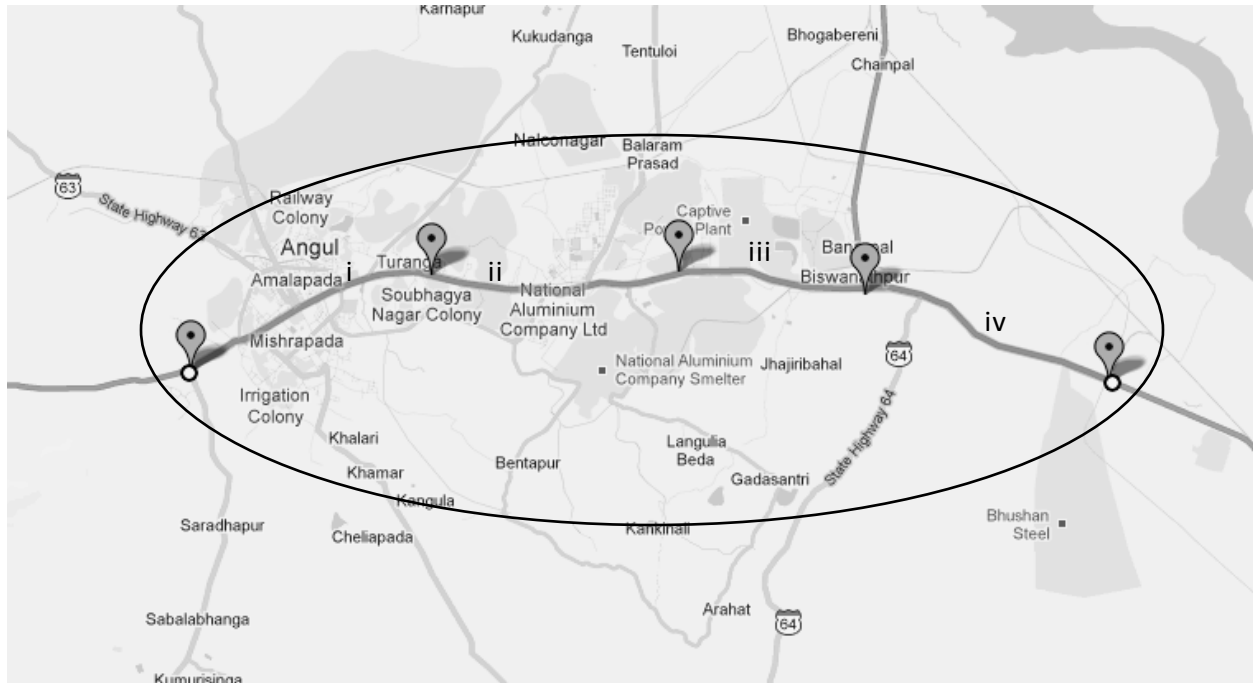 Karnapur
Kukudanga
Tentuloi
Bhogabereni
Chainpal
Nalconagar
Balaram
Prasad
63
State Highway 63
Railway
Colony
Captive
Power Plant
Angul
Turanga
iii
Amalapada
i
ii
Biswanathpur
Soubhagya
Nagar Colony
National
Aluminium
Company Ltd
iv
Mishrapada
National Aluminium
Company Smelter
Jhajiribahal
64
Irrigation
Colony
State Highway 64
Khalari
Langulia
Beda
Bentapur
Khamar
Gadasantri
Kangula
Saradhapur
Cheliapada
Kankinali
Bhushan
Steel
Arahat
Sabalabhanga
64
Kumurisinga